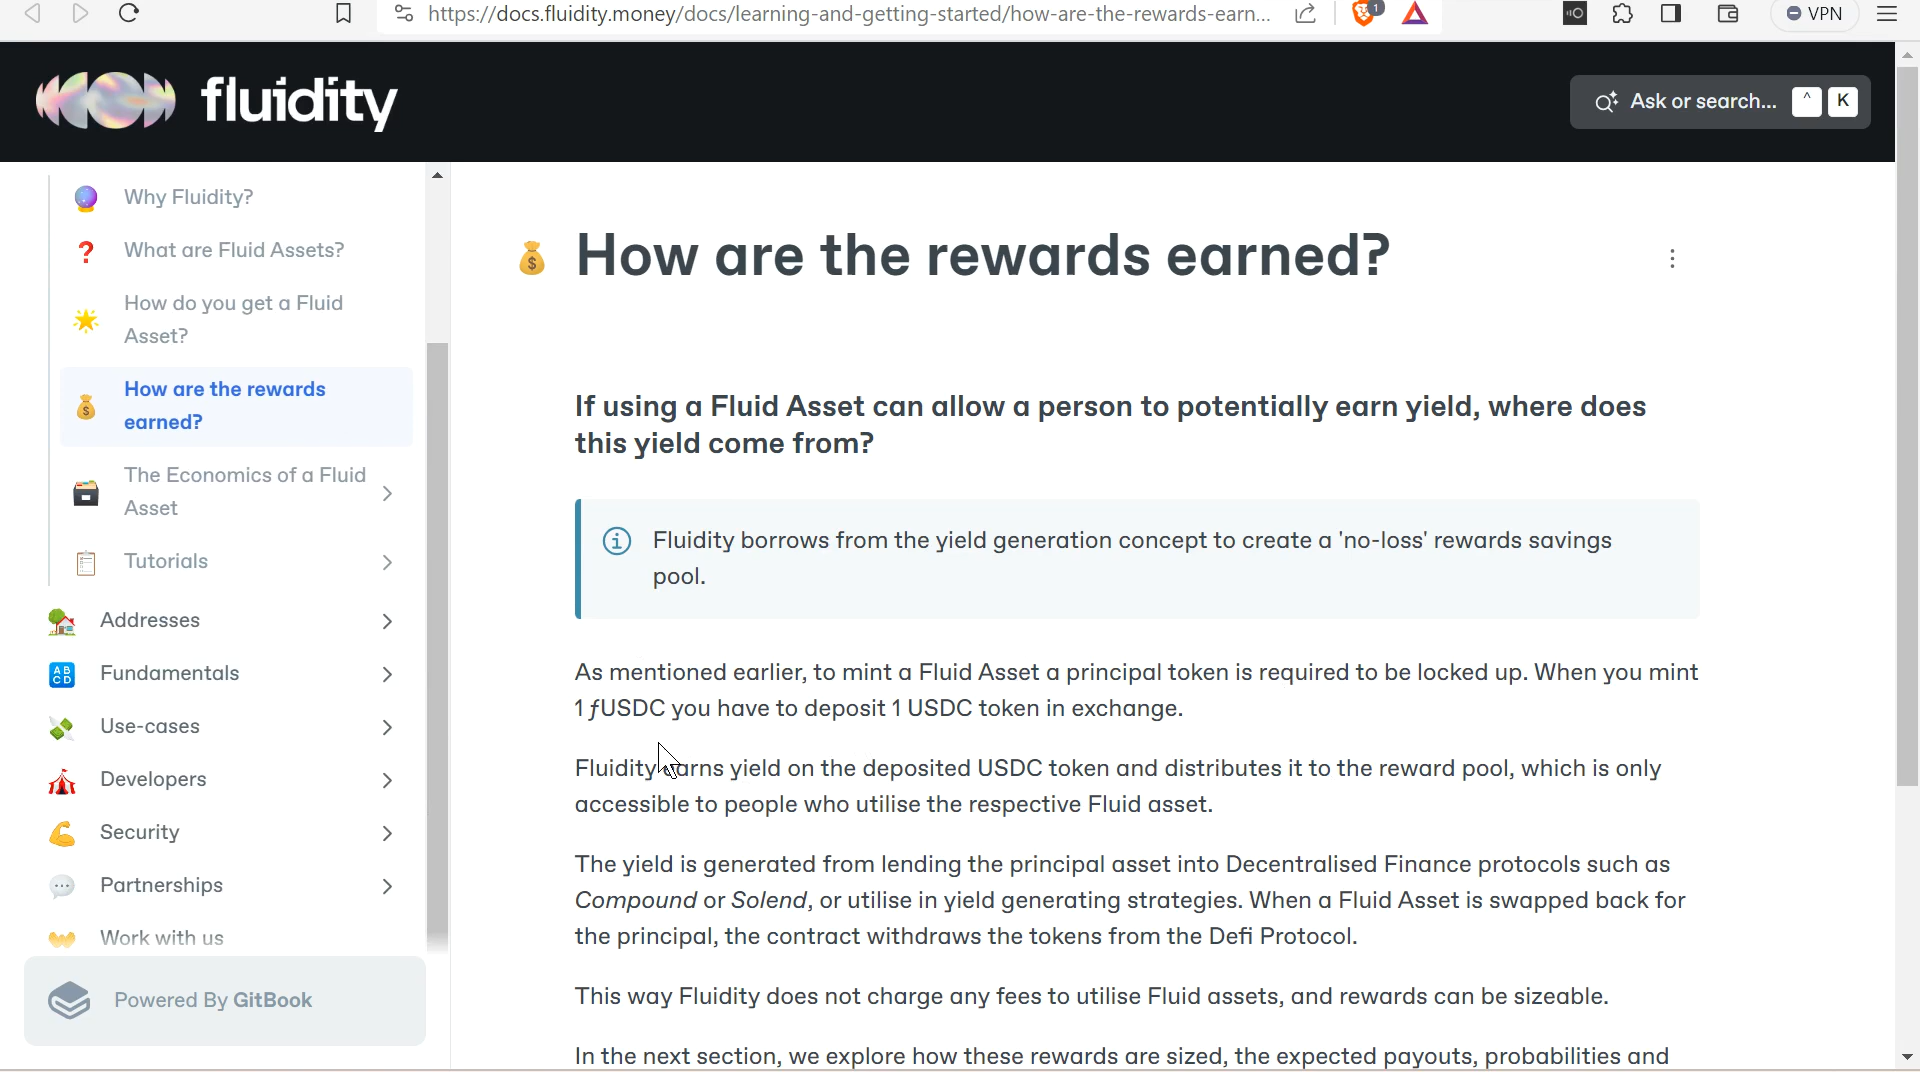 https://docs.fluidity.money/docs/learning-and-getting-started/how-are-the-rewards-earn...
1
VPN
fluidity
Ask or search...
^
K
Why Fluidity?
What are Fluid Assets?
How do you get a Fluid
Asset?
How are the rewards
earned?
The Economics of a Fluid
Asset
Tutorials
Addresses
Fundamentals
Use-cases
Developers
Security
Partnerships
Work with us
Powered By GitBook
How are the rewards earned?
If using a Fluid Asset can allow a person to potentially earn yield, where does
this yield come from?
Fluidity borrows from the yield generation concept to create a 'no-loss' rewards savings
pool.
As mentioned earlier, to mint a Fluid Asset a principal token is required to be locked up. When you mint
1 ƒUSDC you have to deposit 1 USDC token in exchange.
Fluidity earns yield on the deposited USDC token and distributes it to the reward pool, which is only
accessible to people who utilise the respective Fluid asset.
The yield is generated from lending the principal asset into Decentralised Finance protocols such as
Compound or Solend, or utilise in yield generating strategies. When a Fluid Asset is swapped back for
the principal, the contract withdraws the tokens from the Defi Protocol.
This way Fluidity does not charge any fees to utilise Fluid assets, and rewards can be sizeable.
In the next section, we explore how these rewards are sized, the expected payouts, probabilities and